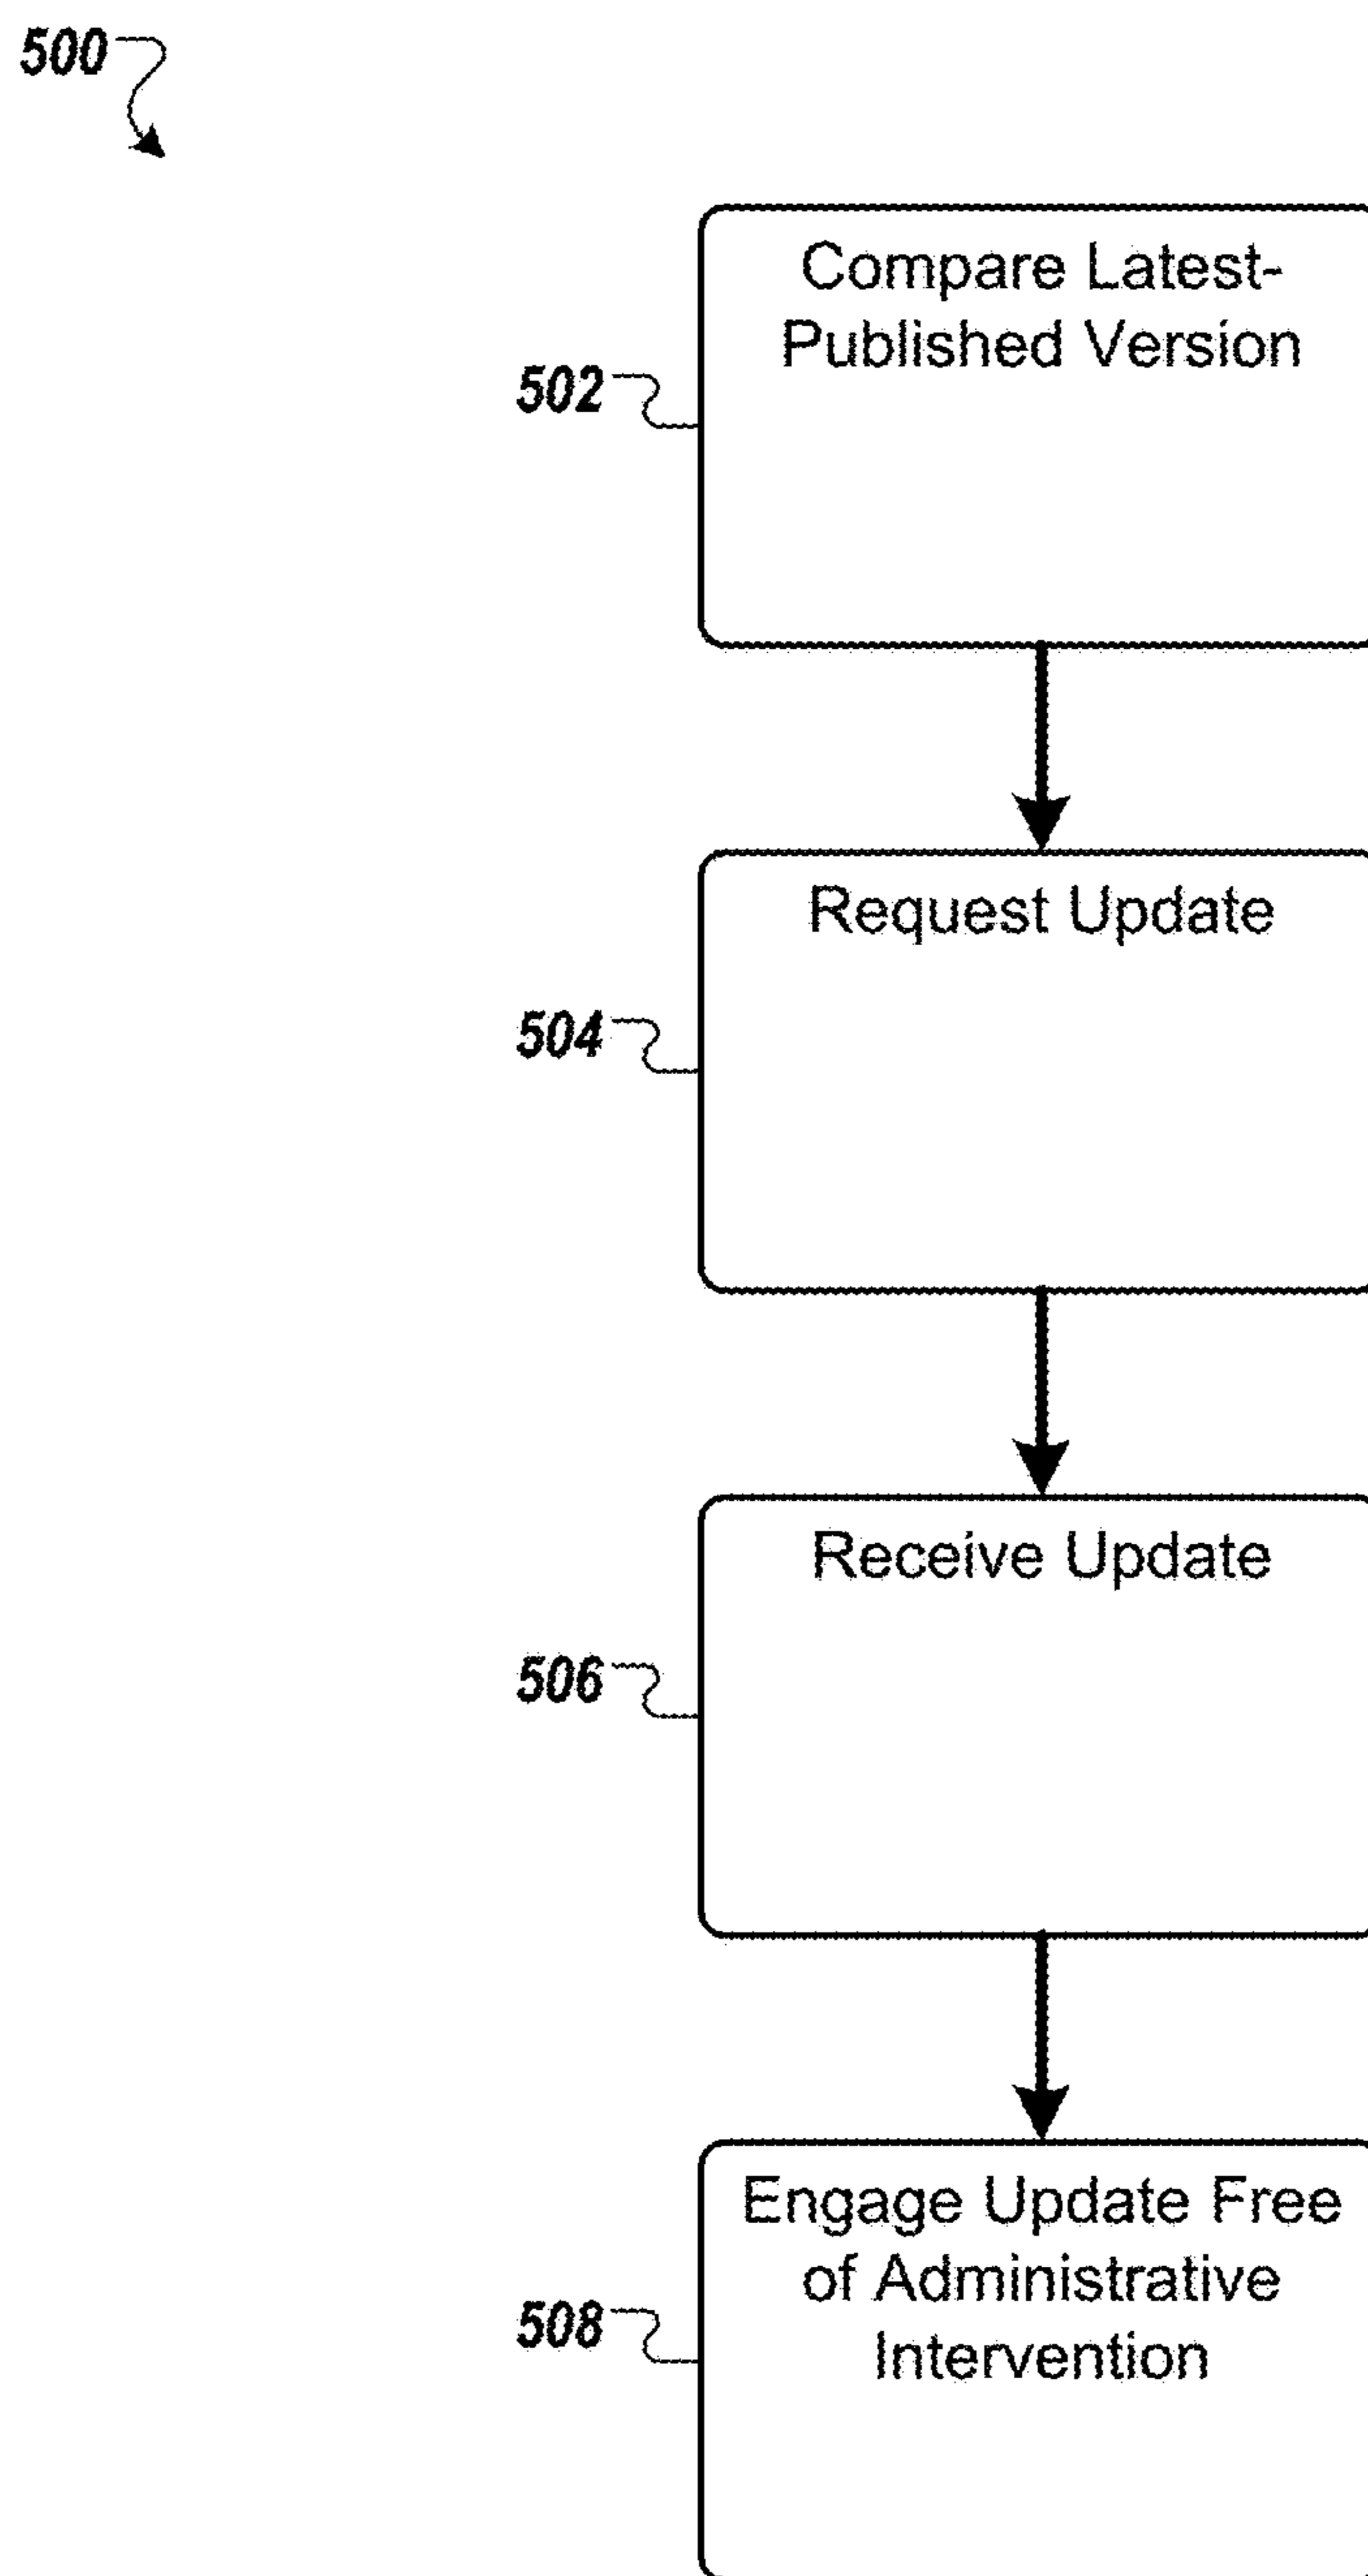 500
Compare Latest-
Published Version
502
Request Update
504
Receive Update
506
Engage Update Free
of Administrative
Intervention
508